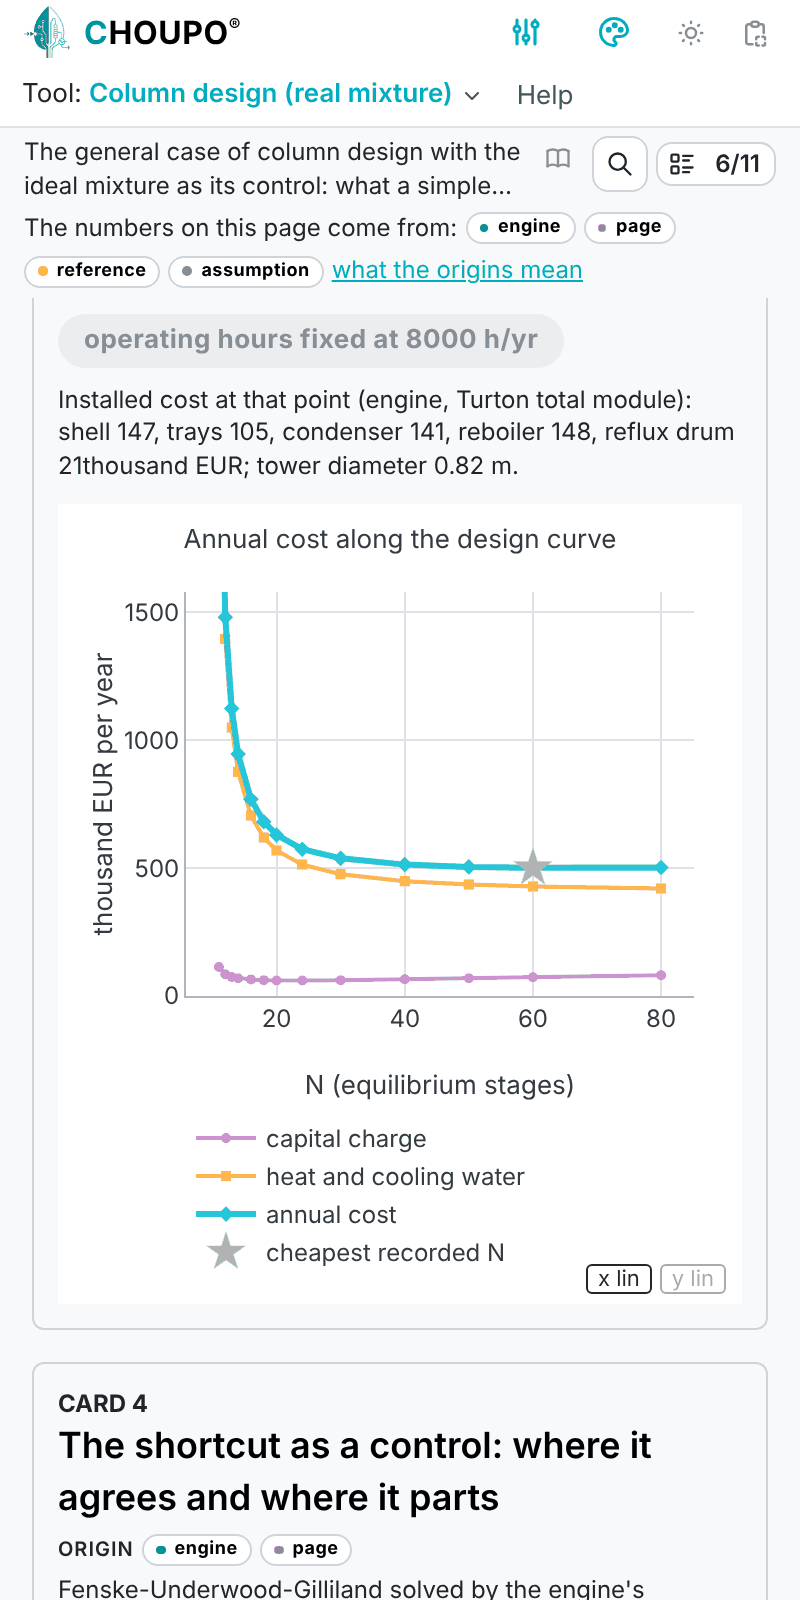 CHOUPO®
Tool: Column design (real mixture)
Help
The general case of column design with the
ideal mixture as its control: what a simple...
6/11
The numbers on this page come from: engine page
reference assumption what the origins mean
operating hours fixed at 8000 h/yr
Installed cost at that point (engine, Turton total module):
shell 147, trays 105, condenser 141, reboiler 148, reflux drum
21thousand EUR; tower diameter 0.82 m.
Annual cost along the design curve
thousand EUR per year
1500
1000
500
0
20 40 60 80
N (equilibrium stages)
capital charge
heat and cooling water
annual cost
cheapest recorded N
x lin y lin
CARD 4
The shortcut as a control: where it
agrees and where it parts
ORIGIN engine page
Fenske-Underwood-Gilliland solved by the engine's